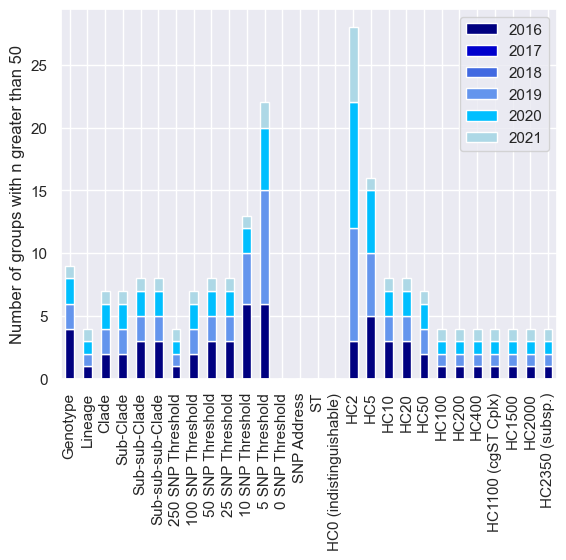 Number of groups with n greater than 50
25
20
15
10
5
0
2016
2017
2018
2019
2020
2021
Genotype
Lineage
Clade
Sub-Clade
Sub-sub-Clade
Sub-sub-sub-Clade
250 SNP Threshold
100 SNP Threshold
50 SNP Threshold
25 SNP Threshold
10 SNP Threshold
5 SNP Threshold
0 SNP Threshold
SNP Address
ST
HC0 (indistinguishable)
HC2
HC5
HC10
HC20
HC50
HC100
HC200
HC400
HC1100 (cgST Cplx)
HC1500
HC2000
HC2350 (subsp.)